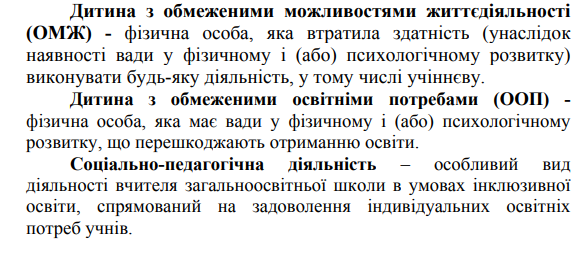 Дитина з обмеженими можливостями життєдіяльності
(ОМЖ) - фізична особа, яка втратила здатність (унаслідок
наявності вади у фізичному і (або) психологічному розвитку)
виконувати будь-яку діяльність, у тому числі учіннєву.
Дитина з обмеженими освітніми потребами (ООП) -
фізична особа, яка має вади у фізичному і (або) психологічному
розвитку, що перешкоджають отриманню освіти.
Соціально-педагогічна діяльність – особливий вид
діяльності вчителя загальноосвітньої школи в умовах інклюзивної
освіти, спрямований на задоволення індивідуальних освітніх
потреб учнів.